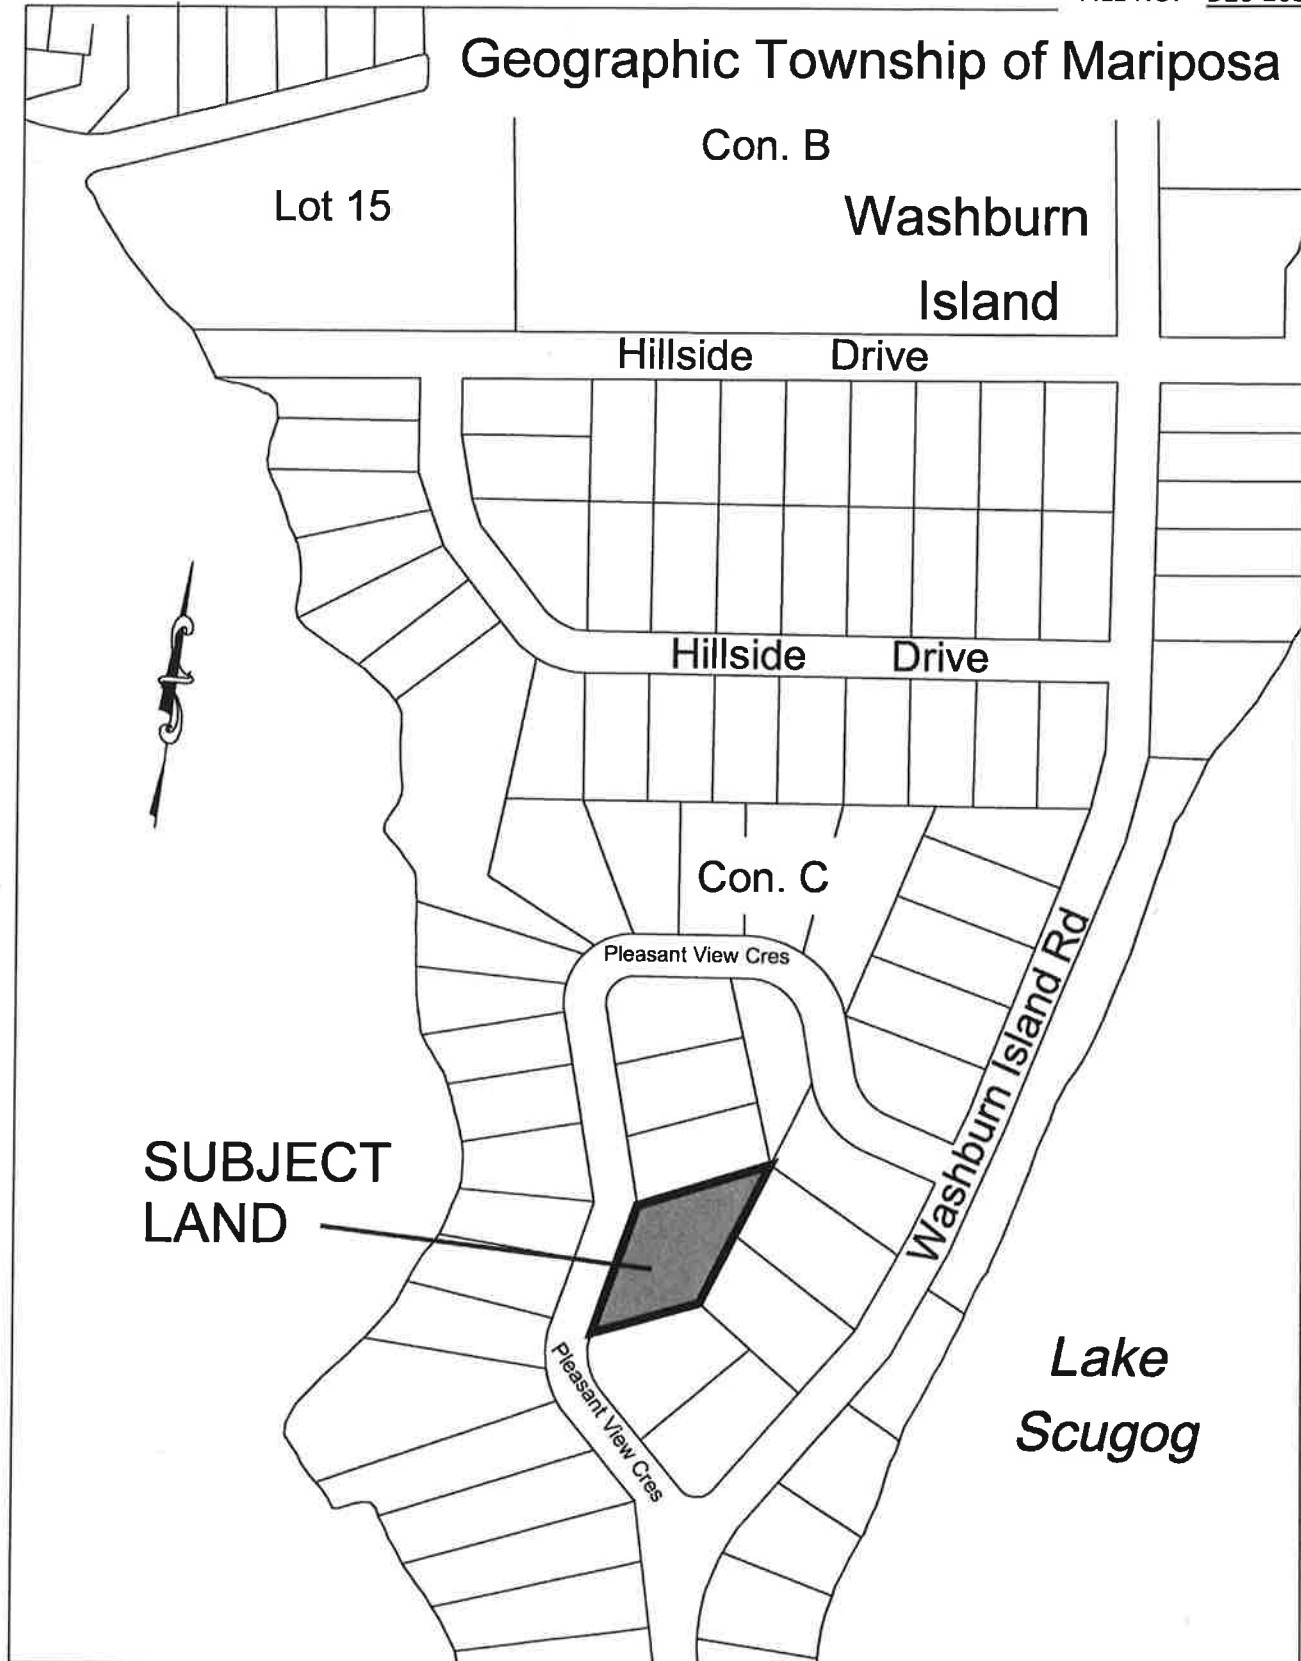 Geographic Township of Mariposa
Con. B
Lot 15
Washburn
Island
Hillside Drive
Hillside Drive
Con. C
Pleasant View Cres
Washburn Island Rd
SUBJECT
LAND
Pleasant View Cres
Lake
Scugog